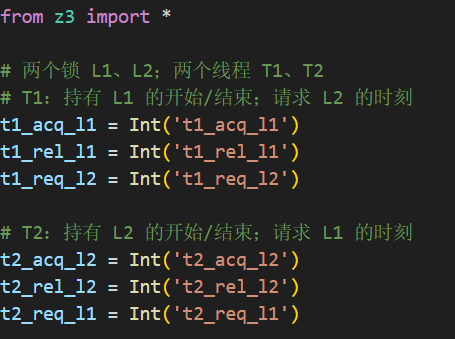 from z3 import *
# 两个锁 L1、L2；两个线程 T1、T2
# T1：持有 L1 的开始/结束；请求 L2 的时刻
t1_acq_l1 = Int('t1_acq_l1')
t1_rel_l1 = Int('t1_rel_l1')
t1_req_l2 = Int('t1_req_l2')
# T2：持有 L2 的开始/结束；请求 L1 的时刻
t2_acq_l2 = Int('t2_acq_l2')
t2_rel_l2 = Int('t2_rel_l2')
t2_req_l1 = Int('t2_req_l1')